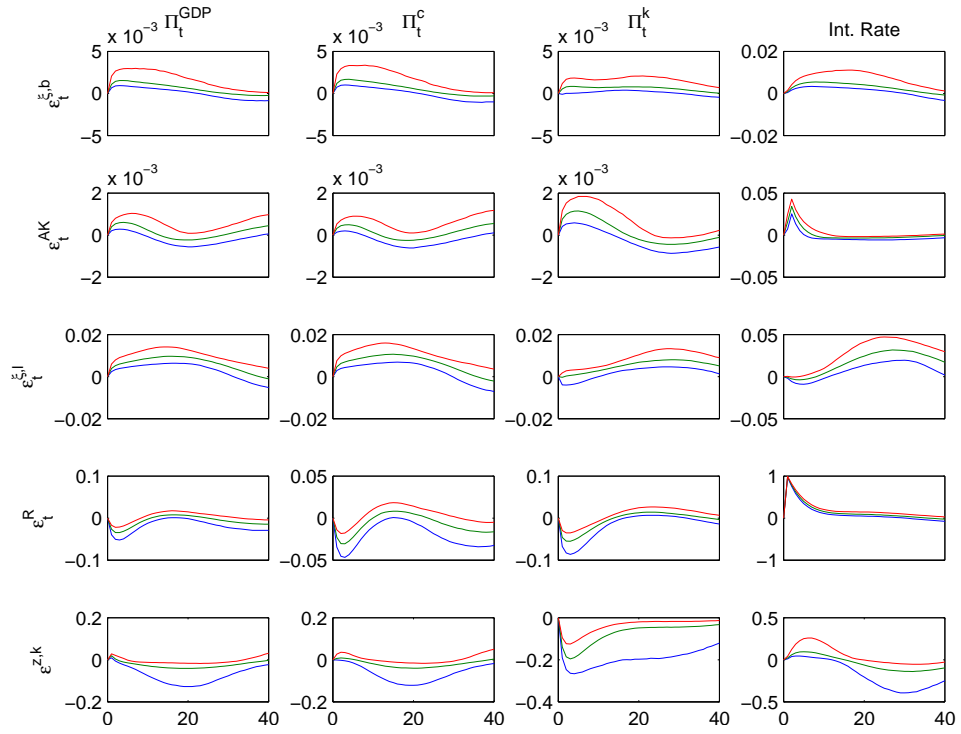 Π_t^GDP Π_t^c Π_t^k Int. Rate
x 10^−3 x 10^−3 x 10^−3
ε_t^ξ,b 5 0 −5 5 0 −5 5 0 −5 0.02 0 −0.02
x 10^−3 x 10^−3 x 10^−3
ε_t^AK 2 0 −2 2 0 −2 2 0 −2 0.05 0 −0.05
ε_t^ξ,l 0.02 0 −0.02 0.02 0 −0.02 0.02 0 −0.02 0.05 0 −0.05
ε_t^R 0.1 0 −0.1 0.05 0 −0.05 0.1 0 −0.1 1 0 −1
ε^z,k 0.2 0 −0.2 0.2 0 −0.2 0 −0.2 −0.4 0.5 0 −0.5
0 20 40 0 20 40 0 20 40 0 20 40